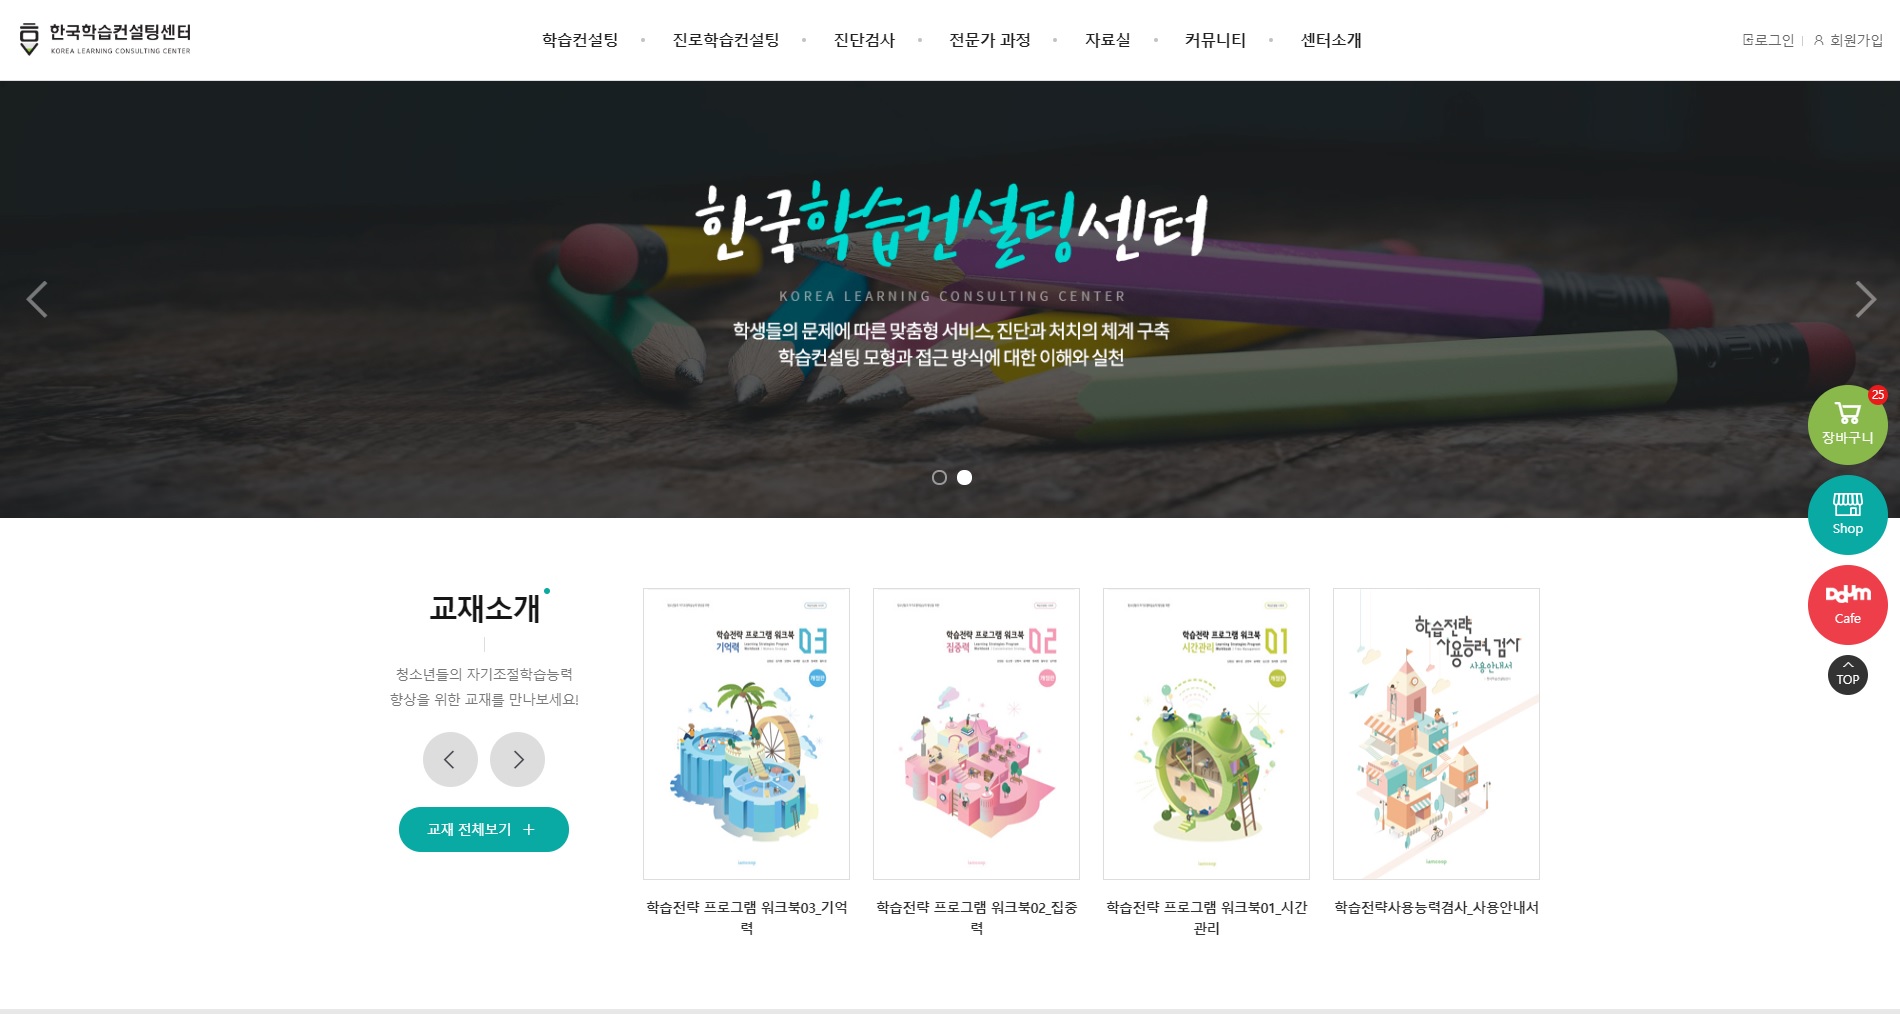 한국학습컨설팅센터
KOREA LEARNING CONSULTING CENTER
학습컨설팅
진로학습컨설팅
진단검사
전문가 과정
자료실
커뮤니티
센터소개
로그인
회원가입
한국학습컨설팅센터
KOREA LEARNING CONSULTING CENTER
학생들의 문제에 따른 맞춤형 서비스, 진단과 처치의 체계 구축
학습컨설팅 모형과 접근 방식에 대한 이해와 실천
25
장바구니
Shop
Daum
Cafe
TOP
교재소개
청소년들의 자기조절학습능력
향상을 위한 교재를 만나보세요!
교재 전체보기 +
학습전략 프로그램 워크북 03
기억력
개정판
학습전략 프로그램 워크북03_기억
력
학습전략 프로그램 워크북 02
집중력
개정판
학습전략 프로그램 워크북02_집중
력
학습전략 프로그램 워크북 01
시간관리
개정판
학습전략 프로그램 워크북01_시간
관리
학습전략
사용능력 검사
사용안내서
학습전략사용능력검사_사용안내서